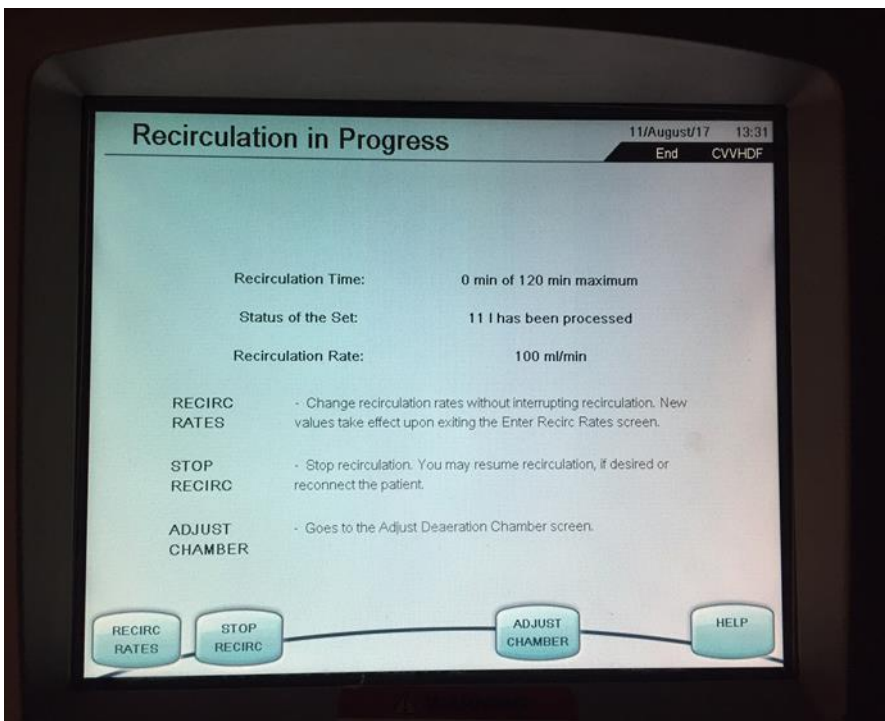 Recirculation in Progress
11/August/17 13:31
End CVVHDF
Recirculation Time: 0 min of 120 min maximum
Status of the Set: 11 l has been processed
Recirculation Rate: 100 ml/min
RECIRC RATES
- Change recirculation rates without interrupting recirculation. New
values take effect upon exiting the Enter Recirc Rates screen.
STOP RECIRC
- Stop recirculation. You may resume recirculation, if desired or
reconnect the patient.
ADJUST CHAMBER
- Goes to the Adjust Deaeration Chamber screen.
RECIRC
RATES
STOP
RECIRC
ADJUST
CHAMBER
HELP